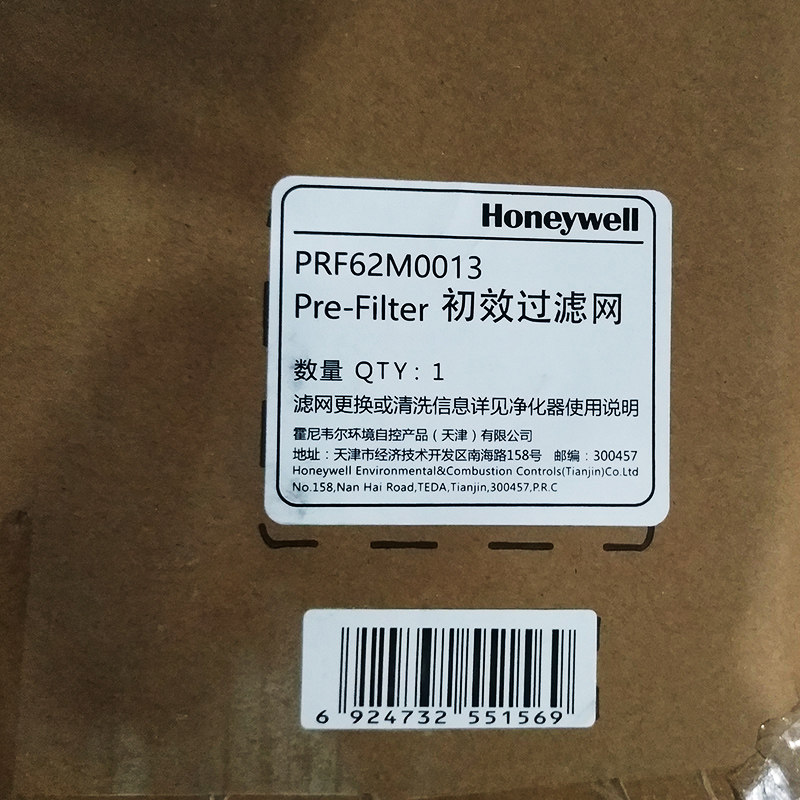 Honeywell
PRF62M0013
Pre-Filter 初效过滤网
数量 QTY: 1
滤网更换或清洗信息详见净化器使用说明
霍尼韦尔环境自控产品（天津）有限公司
地址：天津市经济技术开发区南海路158号 邮编：300457
Honeywell Environmental&Combustion Controls(Tianjin)Co.Ltd
No.158,Nan Hai Road,TEDA,Tianjin,300457,P.R.C
6 924732 551569